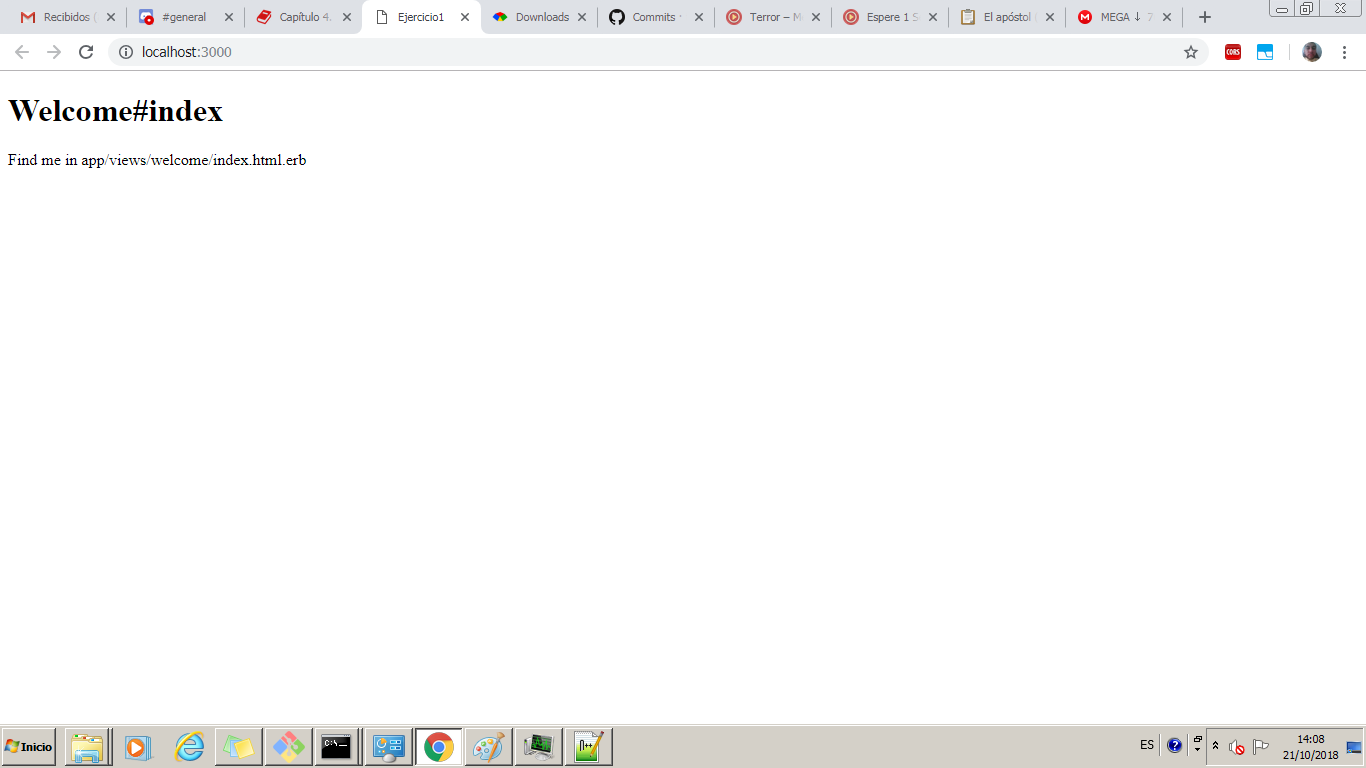 Recibidos (
#general
Capítulo 4.
Ejercicio1
Downloads
Commits
Terror – M
Espere 1 S
El apóstol
MEGA ↓ 7
localhost:3000
CORS
Welcome#index
Find me in app/views/welcome/index.html.erb
Inicio
C:\._
ES
14:08
21/10/2018